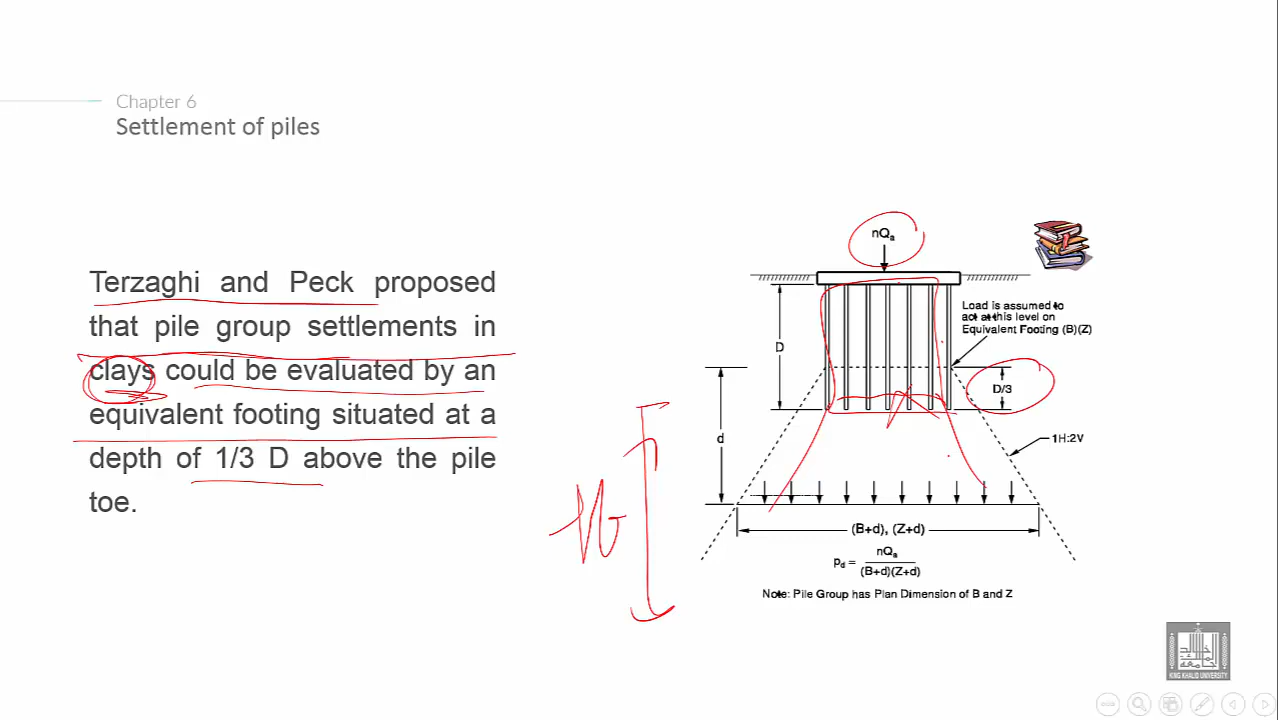 Chapter 6
Settlement of piles
Terzaghi and Peck proposed
that pile group settlements in
clays could be evaluated by an
equivalent footing situated at a
depth of 1/3 D above the pile
toe.
nQa
Load is assumed to
act at this level on
Equivalent Footing (B)(Z)
D
D/3
d
1H:2V
(B+d), (Z+d)
pd = nQa
(B+d)(Z+d)
Note: Pile Group has Plan Dimension of B and Z
KING KHALID UNIVERSITY